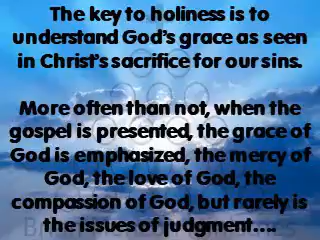 The key to holiness is to
understand God's grace as seen
in Christ's sacrifice for our sins.
More often than not, when the
gospel is presented, the grace of
God is emphasized, the mercy of
God, the love of God, the
compassion of God, but rarely is
the issues of judgment....